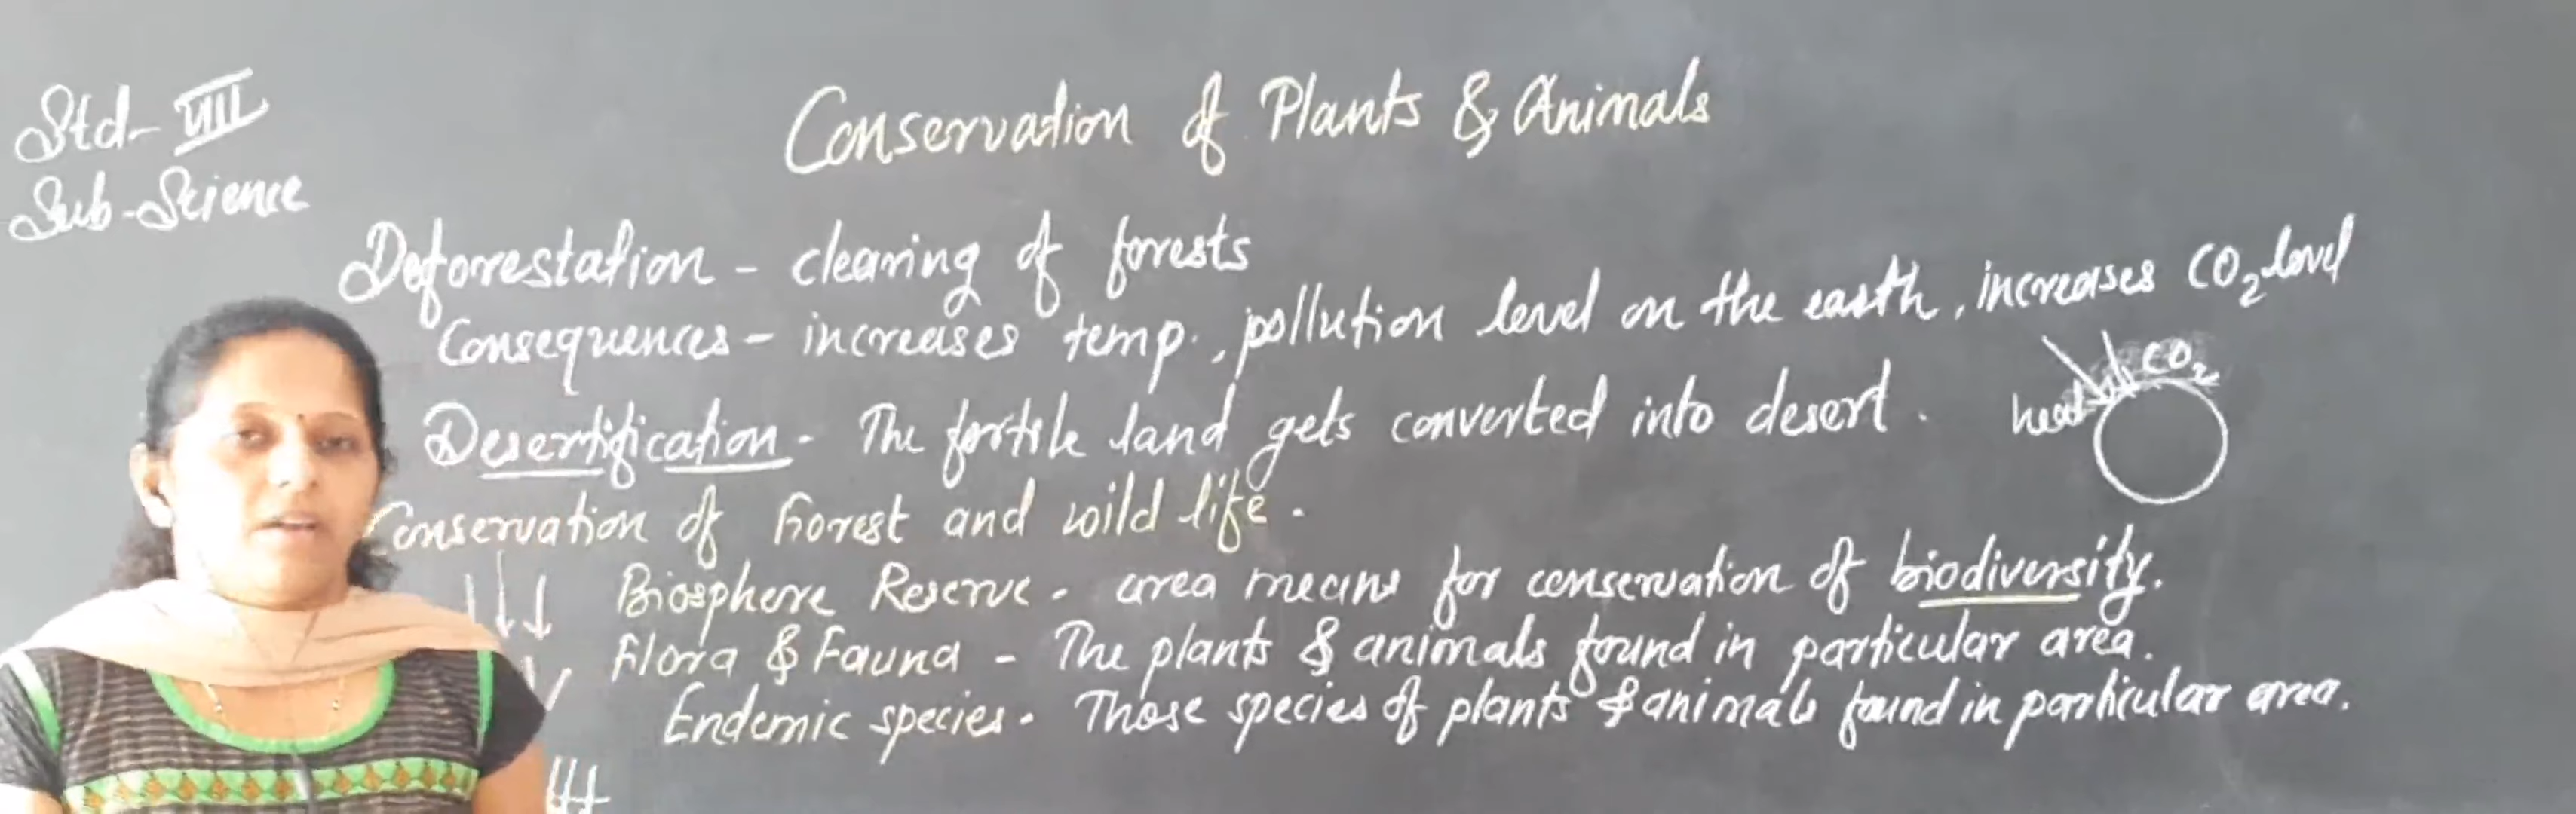 Std- VIII
Sub-Science
Conservation of Plants & Animals
Deforestation - clearing of forests
Consequences - increases temp., pollution level on the earth, increases CO2 level
CO2
heat
Desertification - The fertile land gets converted into desert.
Conservation of Forest and wild life.
Biosphere Reserve - area means for conservation of biodiversity.
Flora & Fauna - The plants & animals found in particular area.
Endemic species - Those species of plants & animals found in particular area.